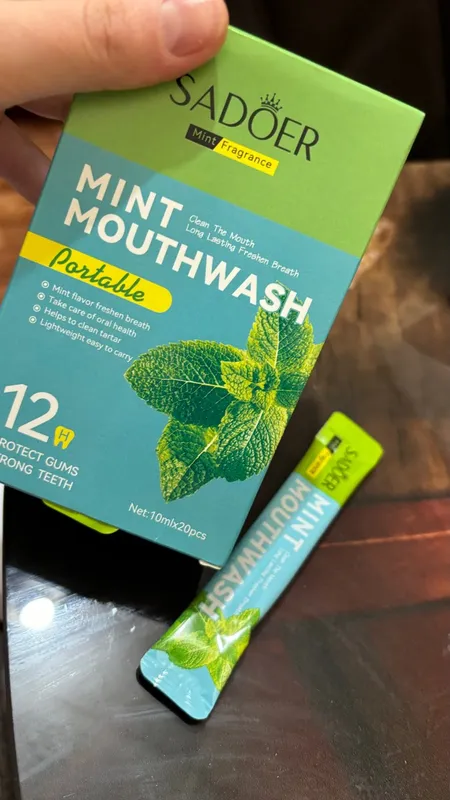 SADOER
Mint Fragrance
MINT
MOUTHWASH
Clean The Mouth
Long Lasting Freshen Breath
Portable
Mint flavor freshen breath
Take care of oral health
Helps to clean tartar
Lightweight easy to carry
12 H
ROTECT GUMS
RONG TEETH
Net:10mlx20pcs
SADOER
MINT
MOUTHWASH